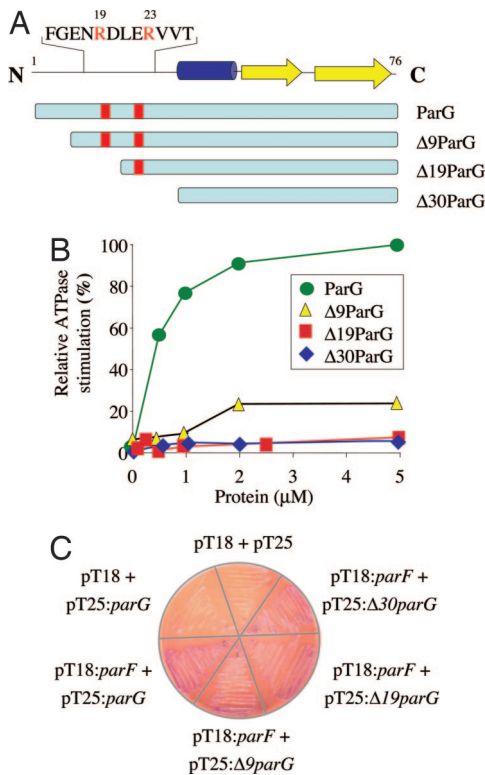 A
19 23
FGENRDLERVVT
1 76
N C
ParG
Δ9ParG
Δ19ParG
Δ30ParG
B
Relative ATPase
stimulation (%)
100
80
60
40
20
0
ParG
Δ9ParG
Δ19ParG
Δ30ParG
0 1 2 3 4 5
Protein (μM)
C
pT18 + pT25
pT18 +
pT25:parG
pT18:parF +
pT25:Δ30parG
pT18:parF +
pT25:parG
pT18:parF +
pT25:Δ19parG
pT18:parF +
pT25:Δ9parG